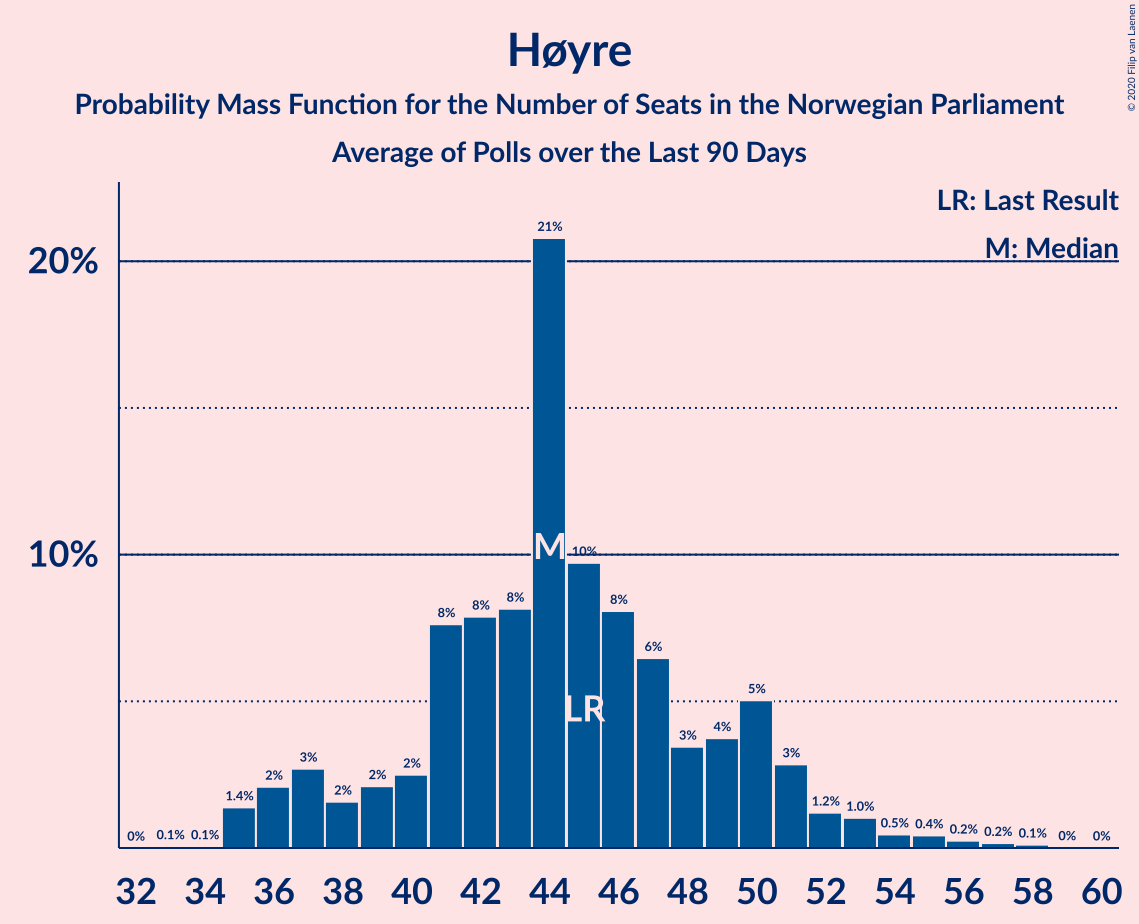 Høyre
Probability Mass Function for the Number of Seats in the Norwegian Parliament
Average of Polls over the Last 90 Days
© 2020 Filip van Laenen
LR: Last Result
M: Median
20%
10%
0% 0.1% 0.1% 1.4% 2% 3% 2% 2% 2% 8% 8% 8% 21% 10% 8% 6% 3% 4% 5% 3% 1.2% 1.0% 0.5% 0.4% 0.2% 0.2% 0.1% 0% 0%
M
LR
32 34 36 38 40 42 44 46 48 50 52 54 56 58 60